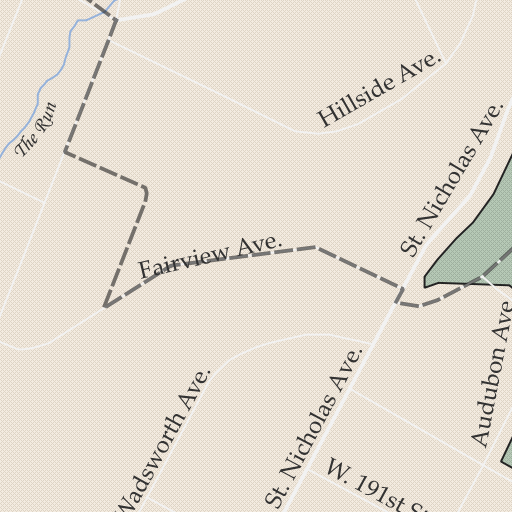 Hillside Ave.
The Run
St. Nicholas Ave.
Fairview Ave.
Audubon Ave
Wadsworth Ave.
St. Nicholas Ave.
W. 191st St